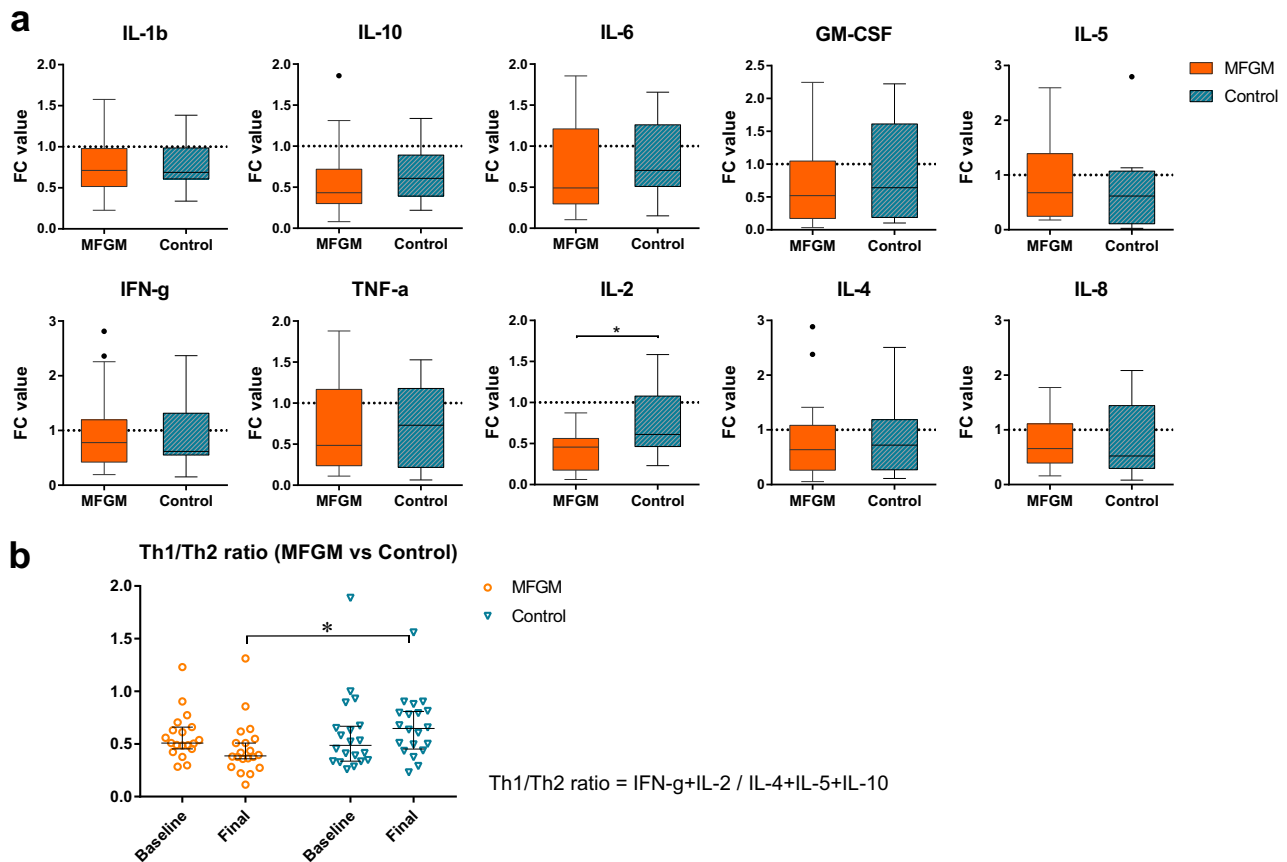 a
IL-1b
IL-10
IL-6
GM-CSF
IL-5
MFGM
Control
FC value
2.0
1.5
1.0
0.5
0.0
MFGM
Control
FC value
2.0
1.5
1.0
0.5
0.0
MFGM
Control
FC value
2.0
1.5
1.0
0.5
0.0
MFGM
Control
FC value
2.5
2.0
1.5
1.0
0.5
0.0
MFGM
Control
FC value
3
2
1
0
MFGM
Control
IFN-g
TNF-a
IL-2
IL-4
IL-8
FC value
3
2
1
0
MFGM
Control
FC value
2.0
1.5
1.0
0.5
0.0
MFGM
Control
FC value
2.0
1.5
1.0
0.5
0.0
*
MFGM
Control
FC value
3
2
1
0
MFGM
Control
FC value
3
2
1
0
MFGM
Control
b
Th1/Th2 ratio (MFGM vs Control)
2.0
1.5
1.0
0.5
0.0
*
Baseline
Final
Baseline
Final
MFGM
Control
Th1/Th2 ratio = IFN-g+IL-2 / IL-4+IL-5+IL-10